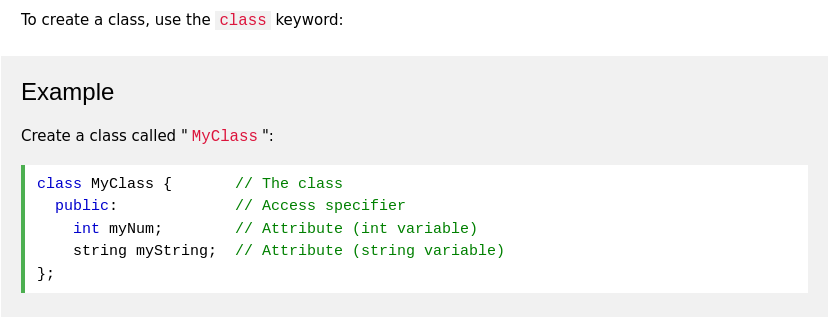 To create a class, use the class keyword:
Example
Create a class called "MyClass":
class MyClass {       // The class
  public:             // Access specifier
    int myNum;        // Attribute (int variable)
    string myString;  // Attribute (string variable)
};